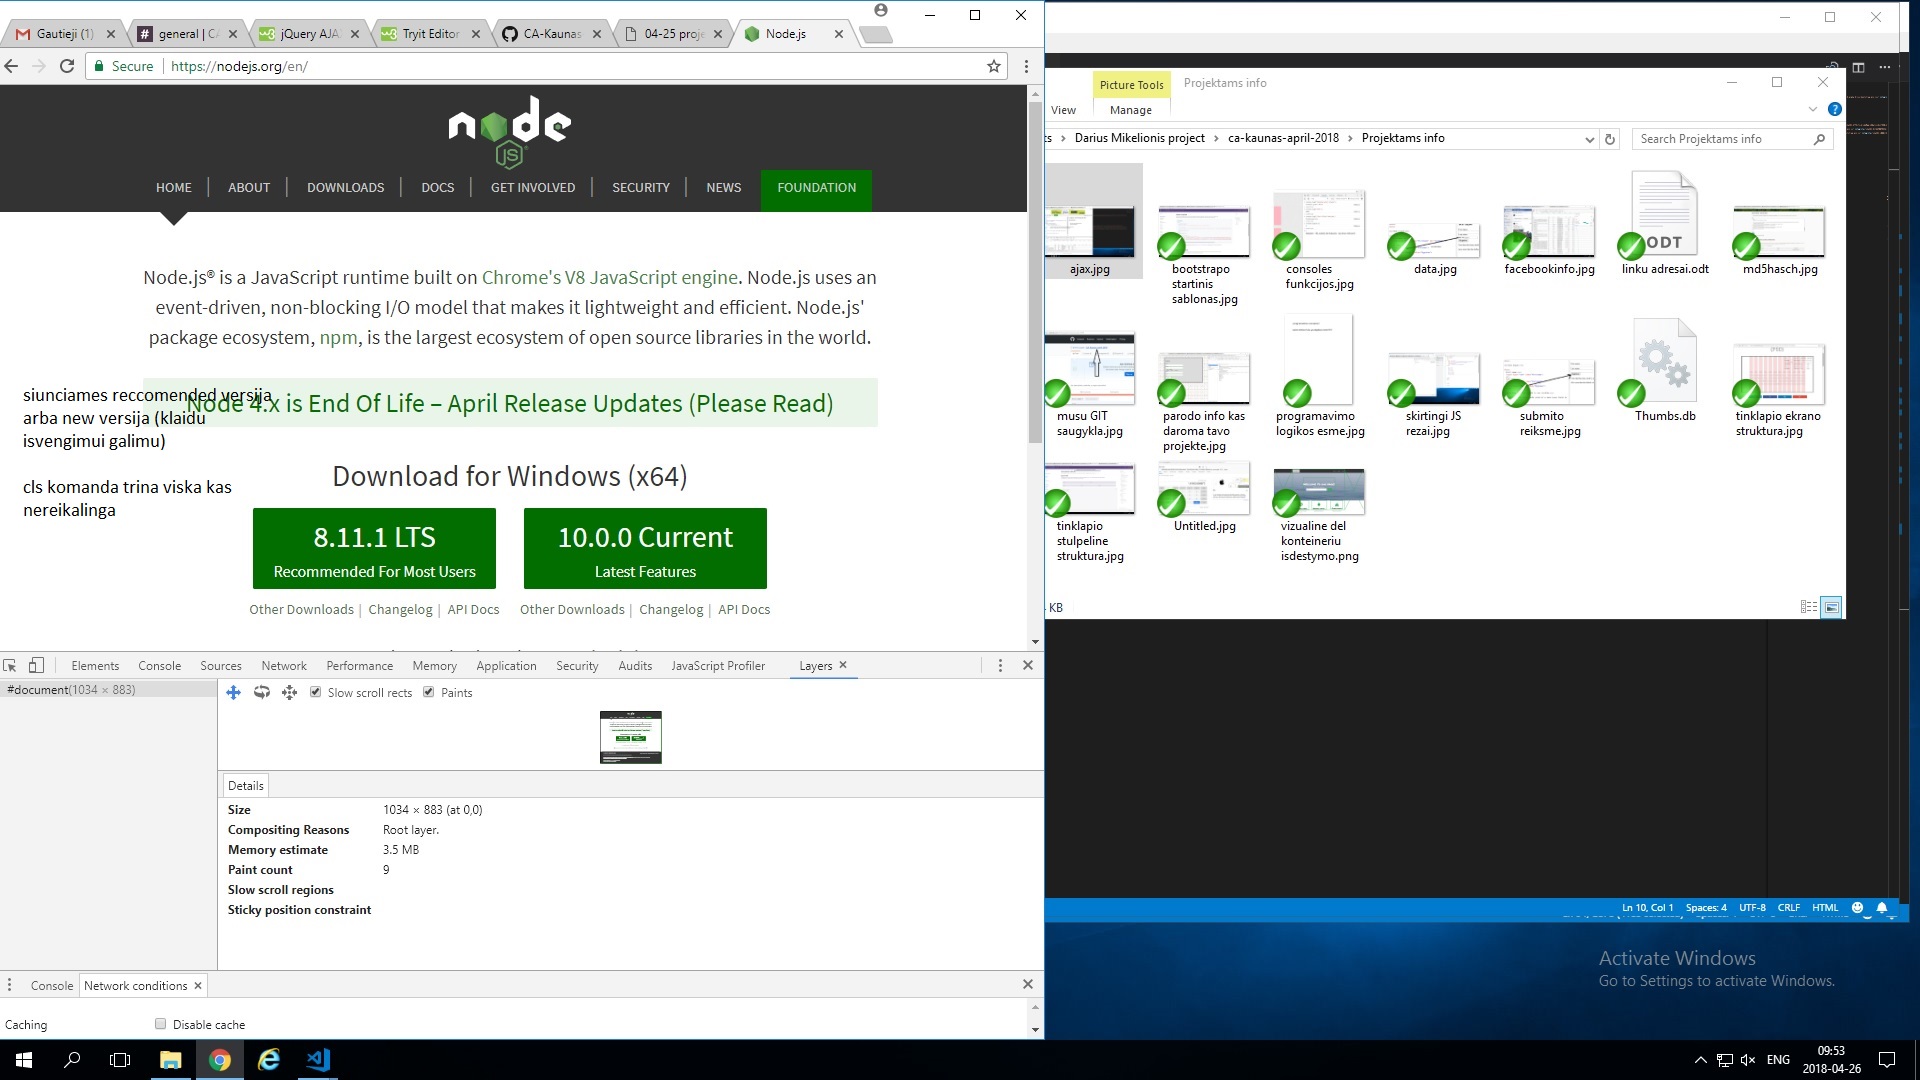 Gautieji (1)
general | CA
jQuery AJA
Tryit Editor
CA-Kaunas
04-25 proje
Node.js
Secure
https://nodejs.org/en/
node
JS
HOME
ABOUT
DOWNLOADS
DOCS
GET INVOLVED
SECURITY
NEWS
FOUNDATION
Node.js® is a JavaScript runtime built on Chrome's V8 JavaScript engine. Node.js uses an
event-driven, non-blocking I/O model that makes it lightweight and efficient. Node.js'
package ecosystem, npm, is the largest ecosystem of open source libraries in the world.
siunciames reccomended versija
arba new versija (klaidu
isvengimui galimu)
cls komanda trina viska kas
nereikalinga
Node 4.x is End Of Life – April Release Updates (Please Read)
Download for Windows (x64)
8.11.1 LTS
Recommended For Most Users
10.0.0 Current
Latest Features
Other Downloads | Changelog | API Docs
Other Downloads | Changelog | API Docs
Elements
Console
Sources
Network
Performance
Memory
Application
Security
Audits
JavaScript Profiler
Layers
#document(1034 × 883)
Slow scroll rects
Paints
Details
Size 1034 × 883 (at 0,0)
Compositing Reasons Root layer.
Memory estimate 3.5 MB
Paint count 9
Slow scroll regions
Sticky position constraint
Console
Network conditions
Caching
Disable cache
Picture Tools
Projektams info
View
Manage
ts > Darius Mikelionis project > ca-kaunas-april-2018 > Projektams info
Search Projektams info
ajax.jpg
bootstrapo
startinis
sablonas.jpg
consoles
funkcijos.jpg
data.jpg
facebookinfo.jpg
ODT
linku adresai.odt
md5hasch.jpg
musu GIT
saugykla.jpg
parodo info kas
daroma tavo
projekte.jpg
programavimo
logikos esme.jpg
skirtingi JS
rezai.jpg
submito
reiksme.jpg
Thumbs.db
tinklapio ekrano
struktura.jpg
tinklapio
stulpeline
struktura.jpg
Untitled.jpg
vizualine del
konteineriu
isdestymo.png
KB
Ln 10, Col 1
Spaces: 4
UTF-8
CRLF
HTML
Activate Windows
Go to Settings to activate Windows.
ENG
09:53
2018-04-26